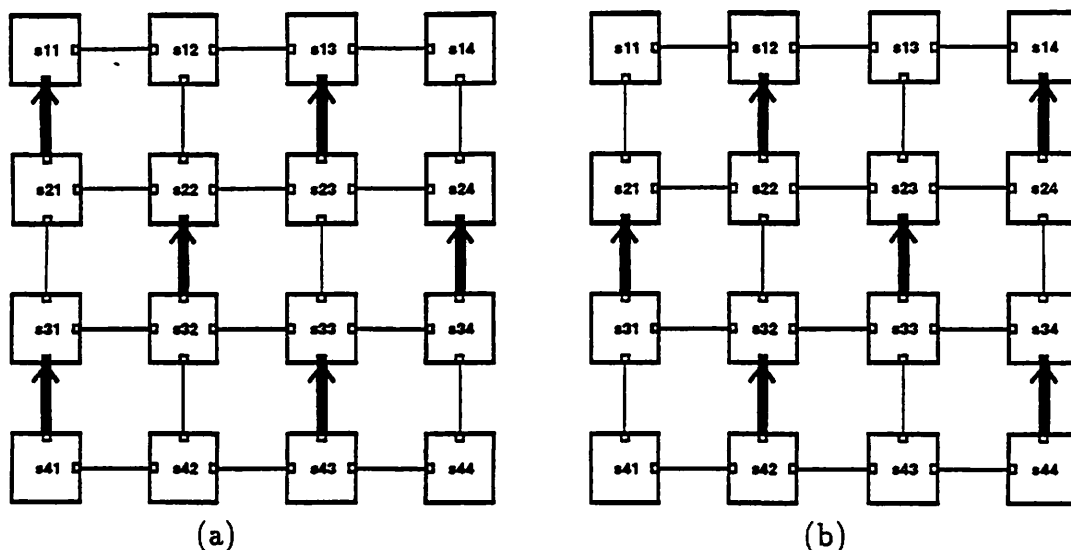 s11 s12 s13 s14 s11 s12 s13 s14
s21 s22 s23 s24 s21 s22 s23 s24
s31 s32 s33 s34 s31 s32 s33 s34
s41 s42 s43 s44 s41 s42 s43 s44
(a) (b)